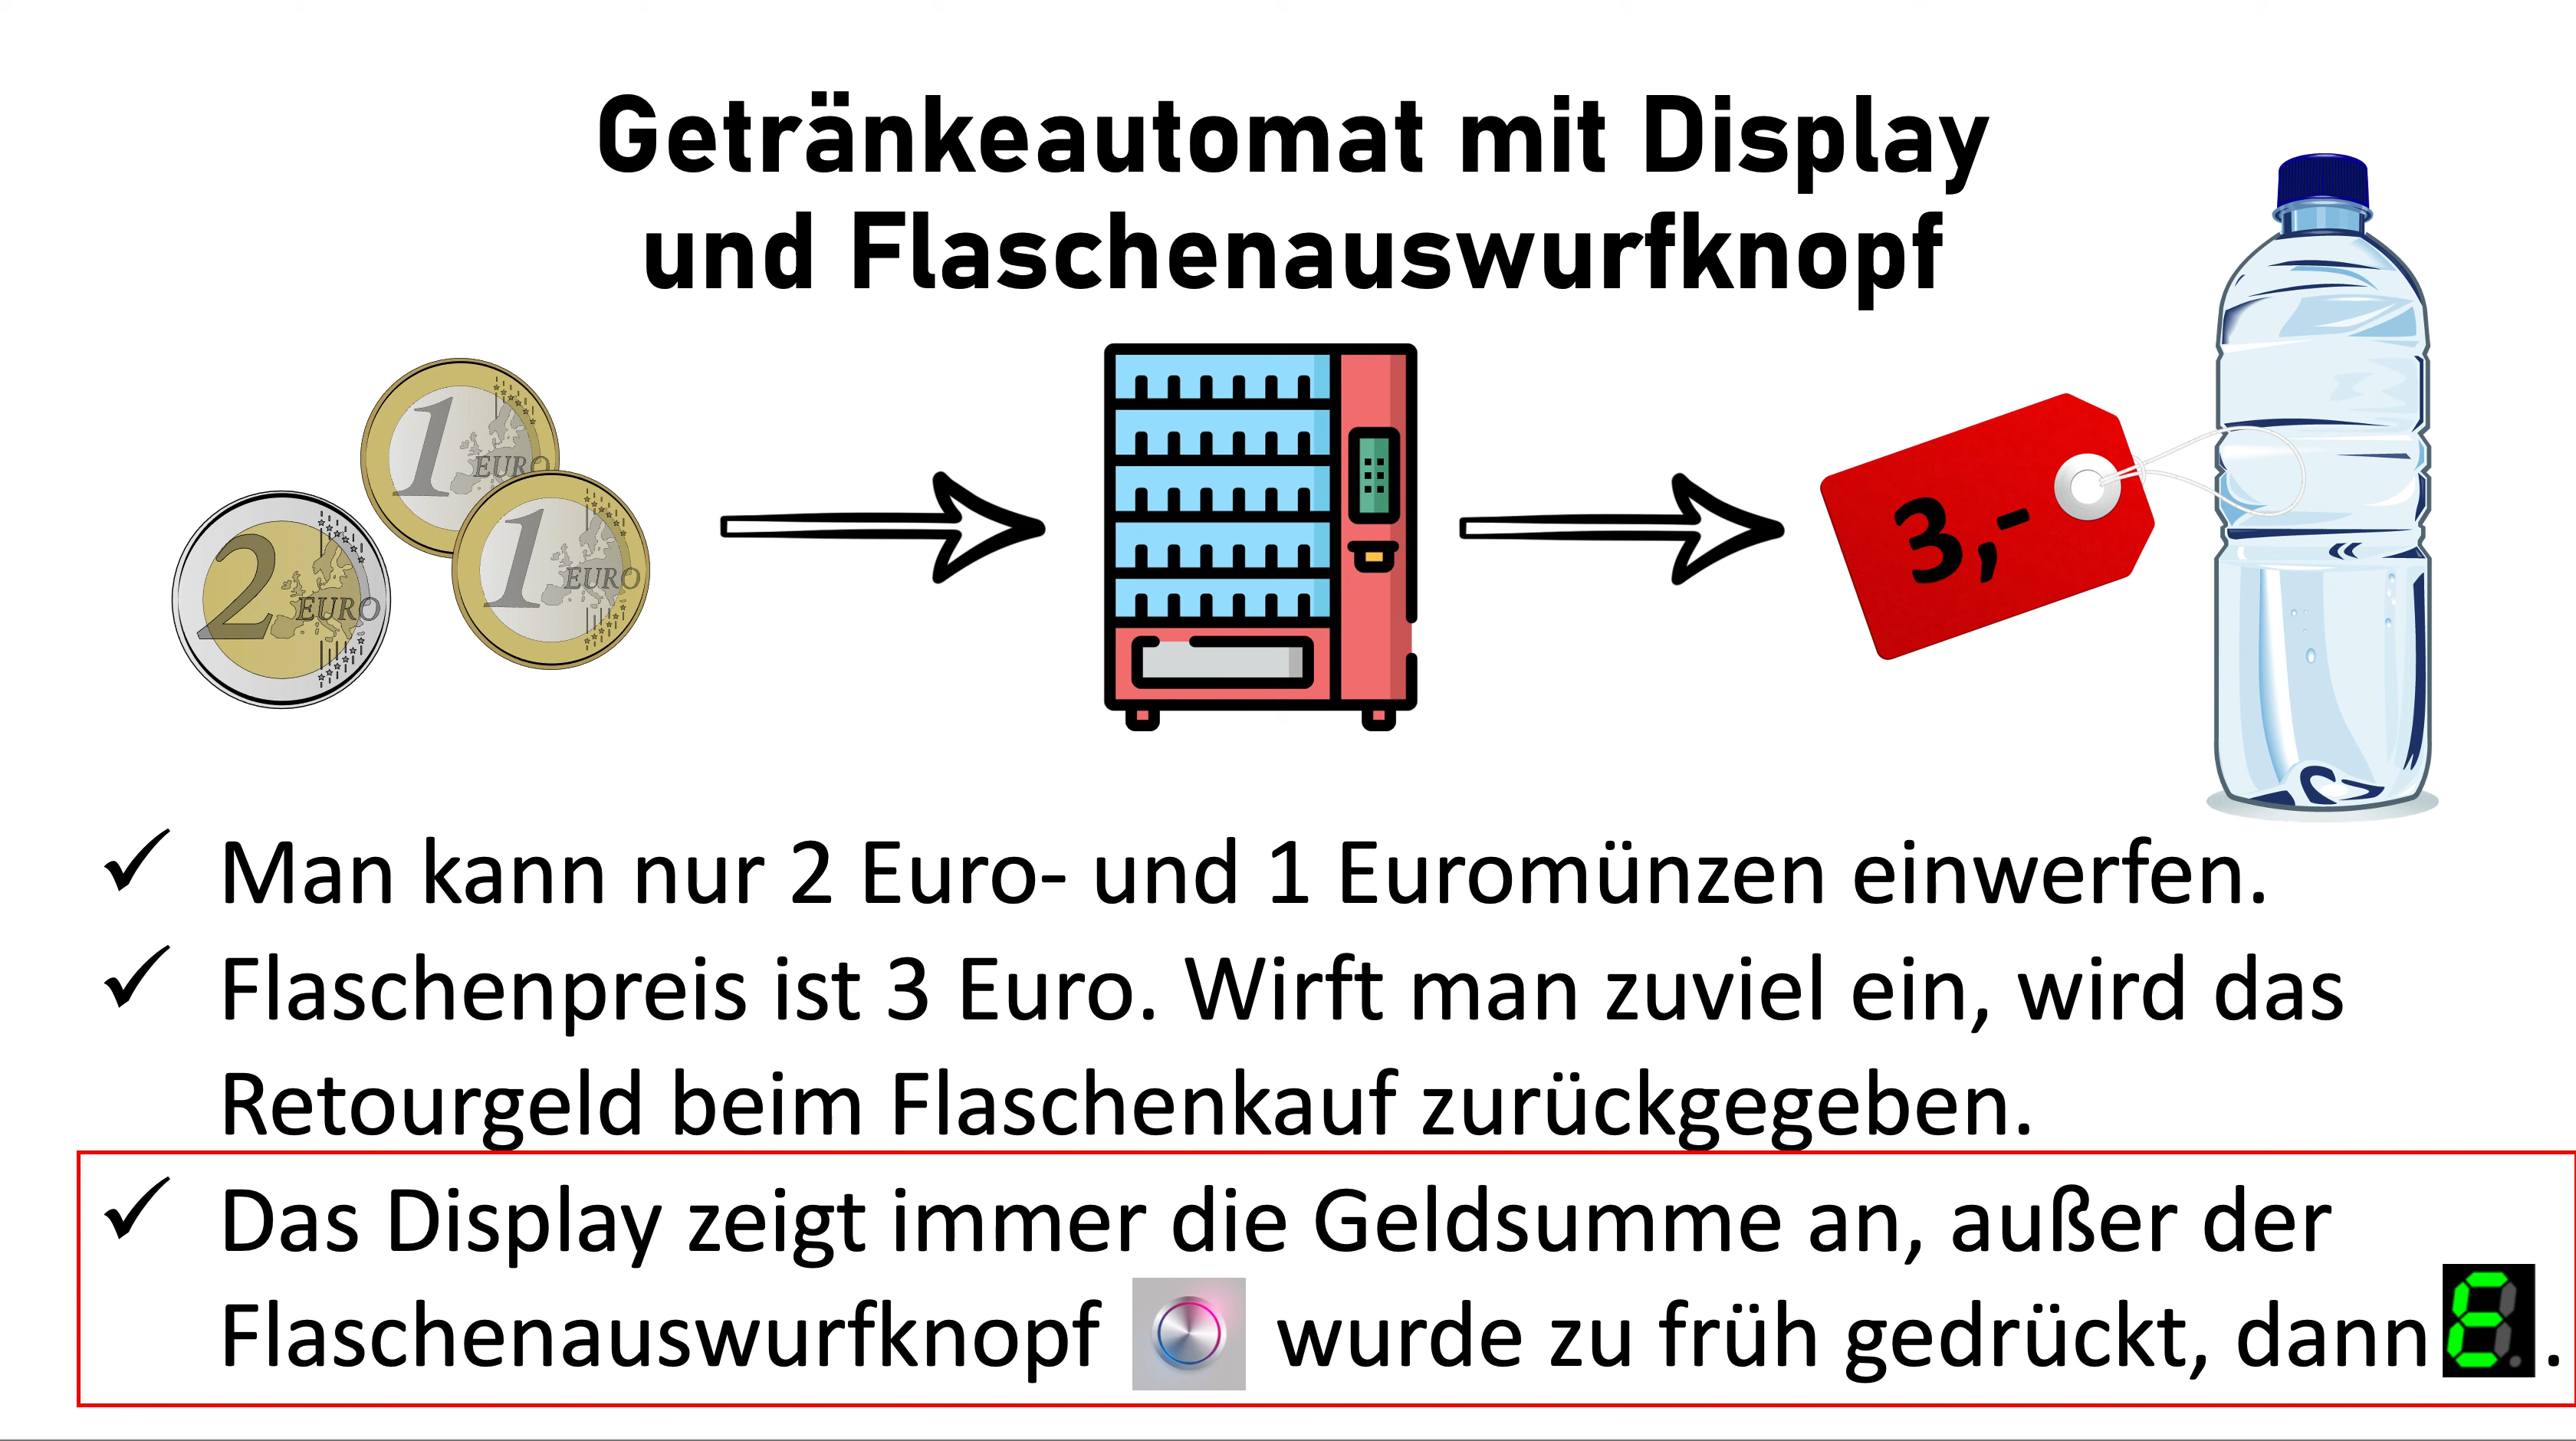 Getränkeautomat mit Display
und Flaschenauswurfknopf
1 EURO
1 EURO
2 EURO
3,-
Man kann nur 2 Euro- und 1 Euromünzen einwerfen.
Flaschenpreis ist 3 Euro. Wirft man zuviel ein, wird das
Retourgeld beim Flaschenkauf zurückgegeben.
Das Display zeigt immer die Geldsumme an, außer der
Flaschenauswurfknopf wurde zu früh gedrückt, dann E .